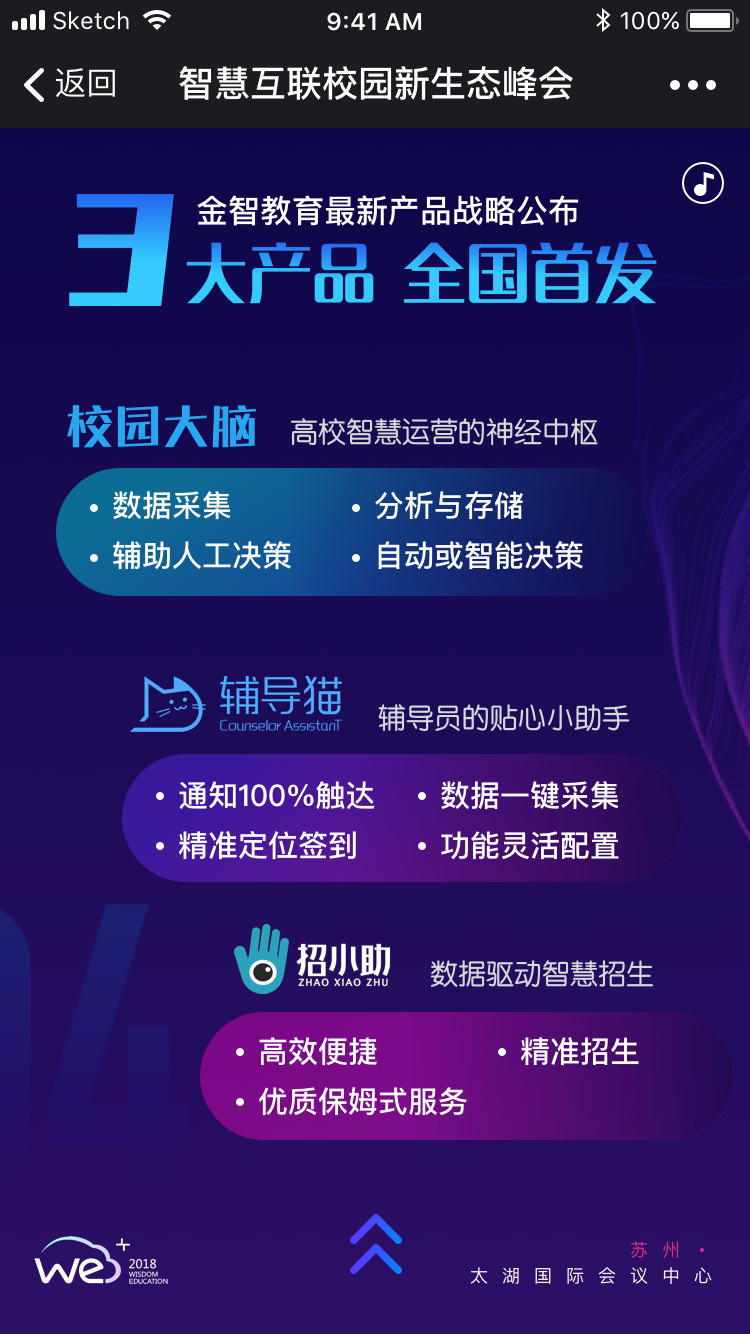 Sketch 9:41 AM 100%
返回 智慧互联校园新生态峰会
金智教育最新产品战略公布
3大产品 全国首发
校园大脑 高校智慧运营的神经中枢
• 数据采集 • 分析与存储
• 辅助人工决策 • 自动或智能决策
辅导猫
Counselor Assistant 辅导员的贴心小助手
• 通知100%触达 • 数据一键采集
• 精准定位签到 • 功能灵活配置
招小助
ZHAO XIAO ZHU 数据驱动智慧招生
• 高效便捷 • 精准招生
• 优质保姆式服务
04
we+ 2018
WISDOM
EDUCATION
苏州·
太湖国际会议中心